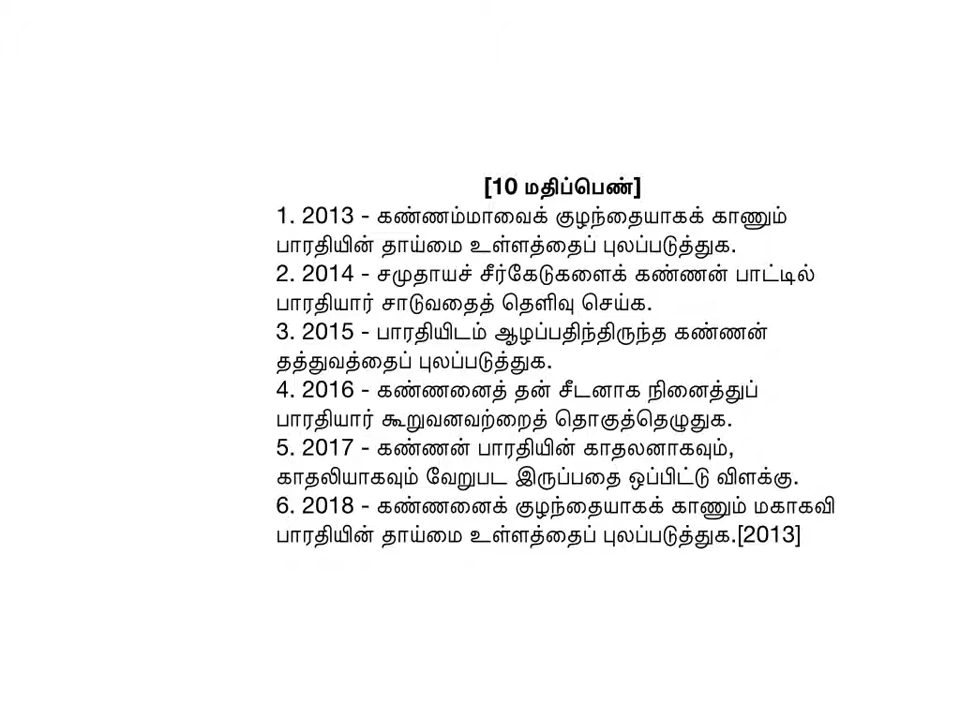 [10 மதிப்பெண்]
1. 2013 - கண்ணம்மாவைக் குழந்தையாகக் காணும்
பாரதியின் தாய்மை உள்ளத்தைப் புலப்படுத்துக.
2. 2014 - சமுதாயச் சீர்கேடுகளைக் கண்ணன் பாட்டில்
பாரதியார் சாடுவதைத் தெளிவு செய்க.
3. 2015 - பாரதியிடம் ஆழப்பதிந்திருந்த கண்ணன்
தத்துவத்தைப் புலப்படுத்துக.
4. 2016 - கண்ணனைத் தன் சீடனாக நினைத்துப்
பாரதியார் கூறுவனவற்றைத் தொகுத்தெழுதுக.
5. 2017 - கண்ணன் பாரதியின் காதலனாகவும்,
காதலியாகவும் வேறுபட இருப்பதை ஒப்பிட்டு விளக்கு.
6. 2018 - கண்ணனைக் குழந்தையாகக் காணும் மகாகவி
பாரதியின் தாய்மை உள்ளத்தைப் புலப்படுத்துக.[2013]